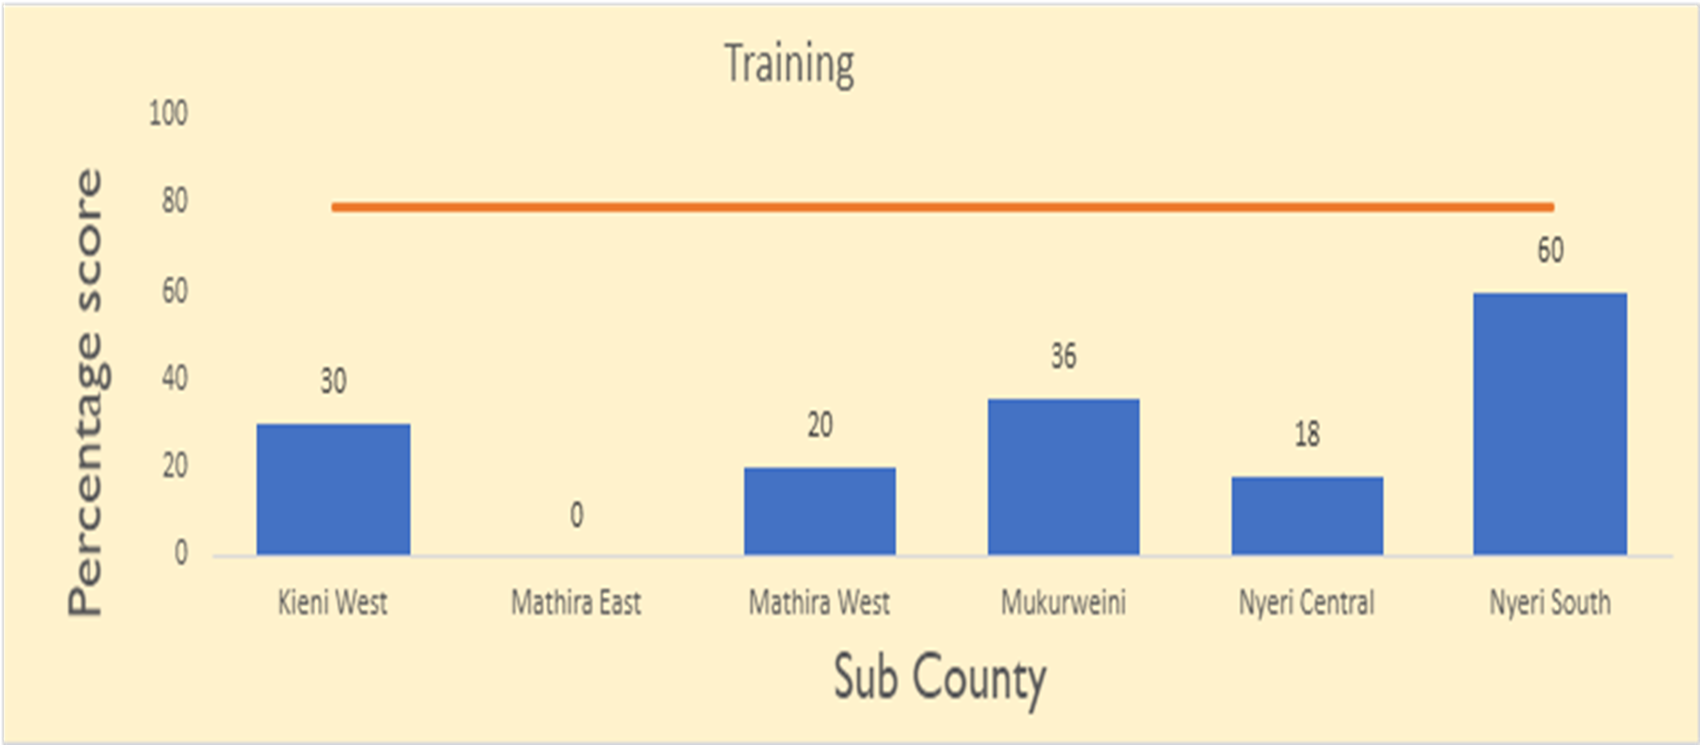 Training
Percentage score
100
80
60
40
20
0
30
0
20
36
18
60
Kieni West
Mathira East
Mathira West
Mukurweini
Nyeri Central
Nyeri South
Sub County